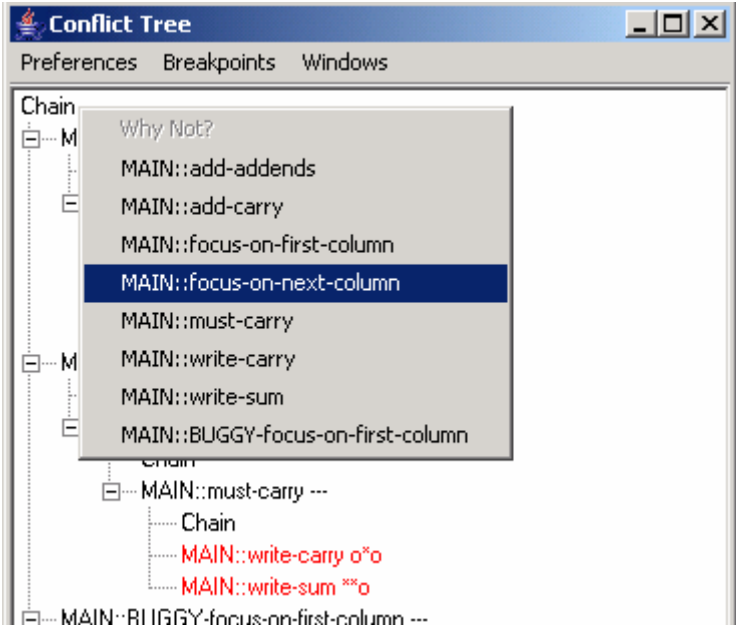 Conflict Tree
Preferences Breakpoints Windows
Chain
Why Not?
MAIN::add-addends
MAIN::add-carry
MAIN::focus-on-first-column
MAIN::focus-on-next-column
MAIN::must-carry
MAIN::write-carry
MAIN::write-sum
MAIN::BUGGY-focus-on-first-column
Chain
MAIN::must-carry ---
Chain
MAIN::write-carry o*o
MAIN::write-sum **o
MAIN::BUGGY-focus-on-first-column ---